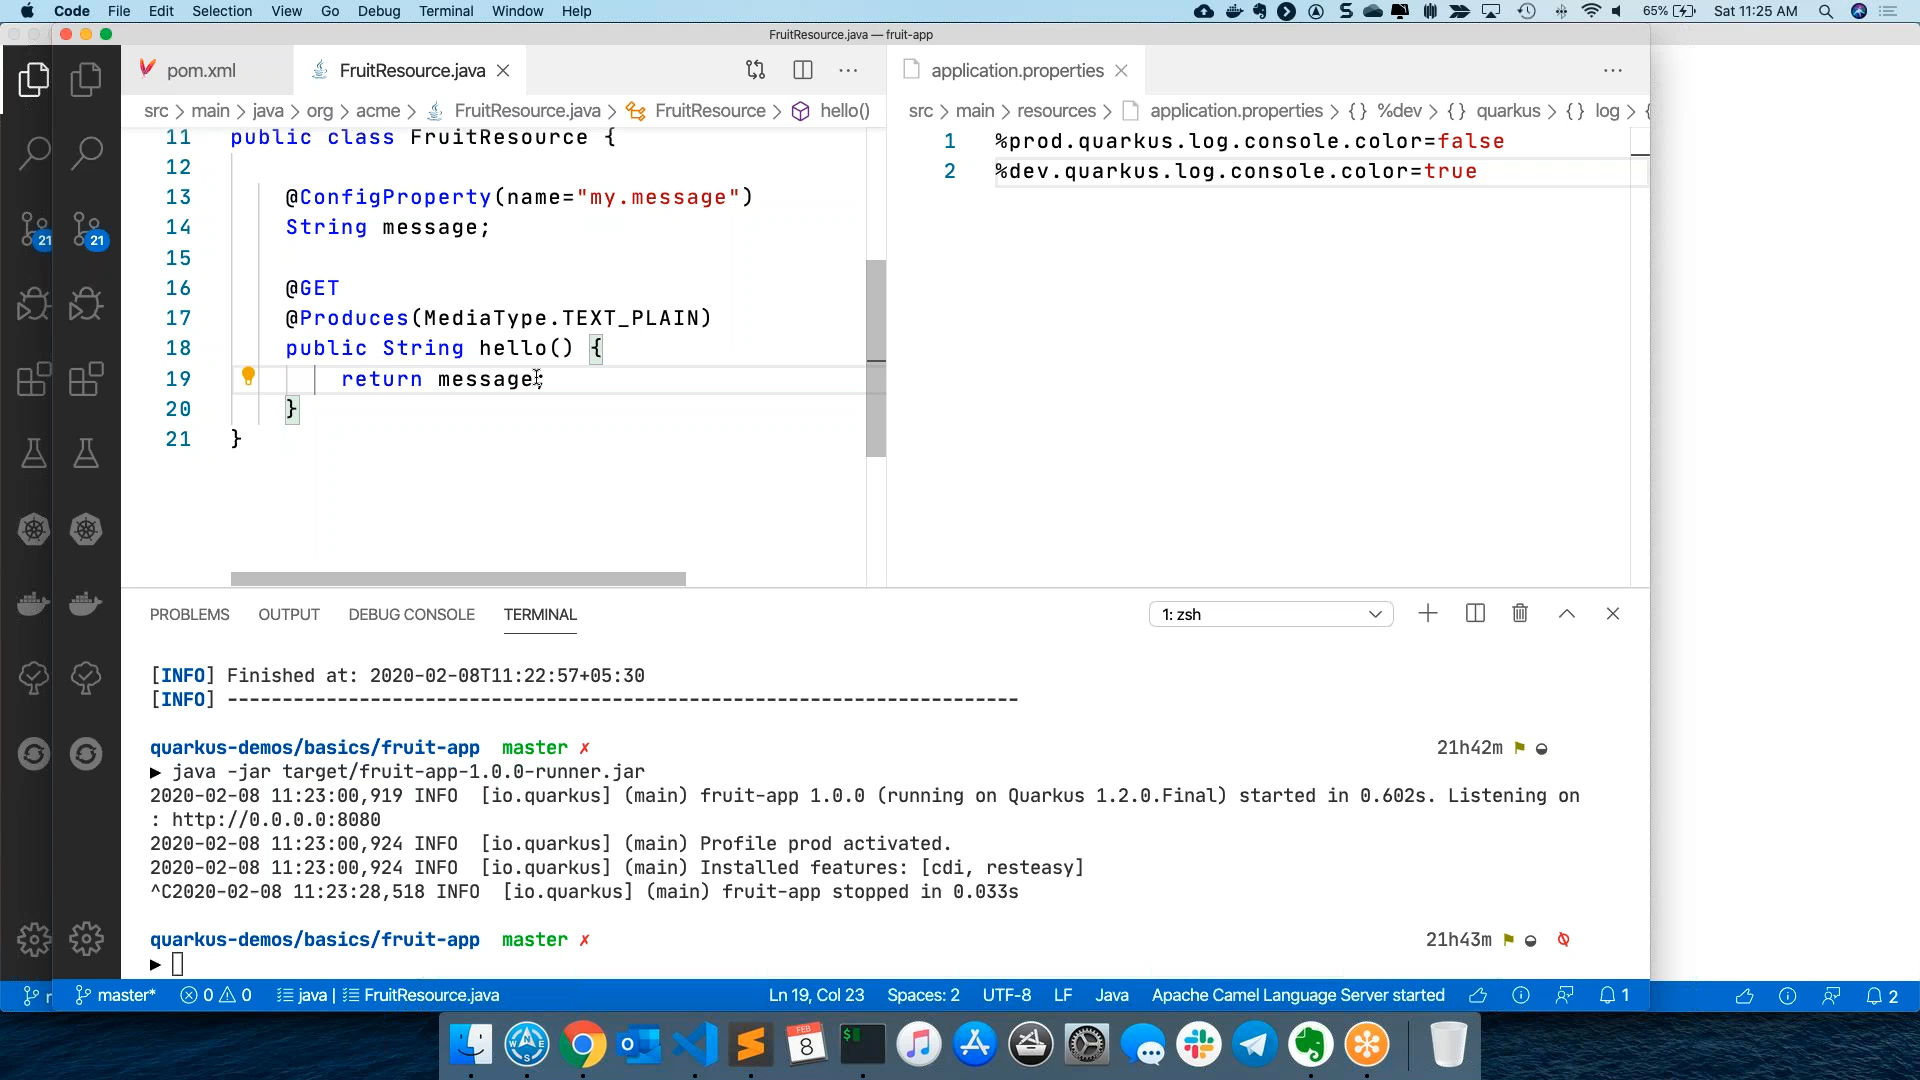 Code File Edit Selection View Go Debug Terminal Window Help
65% Sat 11:25 AM
FruitResource.java — fruit-app
pom.xml
FruitResource.java
application.properties
src > main > java > org > acme > FruitResource.java > FruitResource > hello()
src > main > resources > application.properties > {} %dev > {} quarkus > {} log > {
11 public class FruitResource {
12
13 @ConfigProperty(name="my.message")
14 String message;
15
16 @GET
17 @Produces(MediaType.TEXT_PLAIN)
18 public String hello() {
19 return message;
20 }
21 }
1 %prod.quarkus.log.console.color=false
2 %dev.quarkus.log.console.color=true
21
21
PROBLEMS OUTPUT DEBUG CONSOLE TERMINAL
1: zsh
[INFO] Finished at: 2020-02-08T11:22:57+05:30
[INFO] ------------------------------------------------------------------------
quarkus-demos/basics/fruit-app master ✗ 21h42m
▶ java -jar target/fruit-app-1.0.0-runner.jar
2020-02-08 11:23:00,919 INFO [io.quarkus] (main) fruit-app 1.0.0 (running on Quarkus 1.2.0.Final) started in 0.602s. Listening on
: http://0.0.0.0:8080
2020-02-08 11:23:00,924 INFO [io.quarkus] (main) Profile prod activated.
2020-02-08 11:23:00,924 INFO [io.quarkus] (main) Installed features: [cdi, resteasy]
^C2020-02-08 11:23:28,518 INFO [io.quarkus] (main) fruit-app stopped in 0.033s
quarkus-demos/basics/fruit-app master ✗ 21h43m
▶
master* 0 0 java | FruitResource.java Ln 19, Col 23 Spaces: 2 UTF-8 LF Java Apache Camel Language Server started 1
2
FEB
8